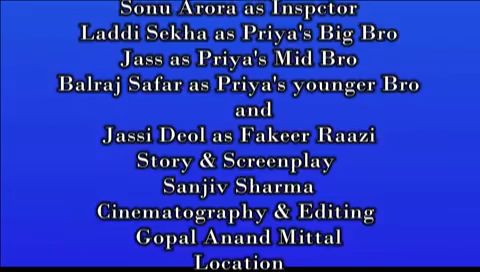 Sonu Arora as Inspctor
Laddi Sekha as Priya's Big Bro
Jass as Priya's Mid Bro
Balraj Safar as Priya's younger Bro
and
Jassi Deol as Fakeer Raazi
Story & Screenplay
Sanjiv Sharma
Cinematography & Editing
Gopal Anand Mittal
Location